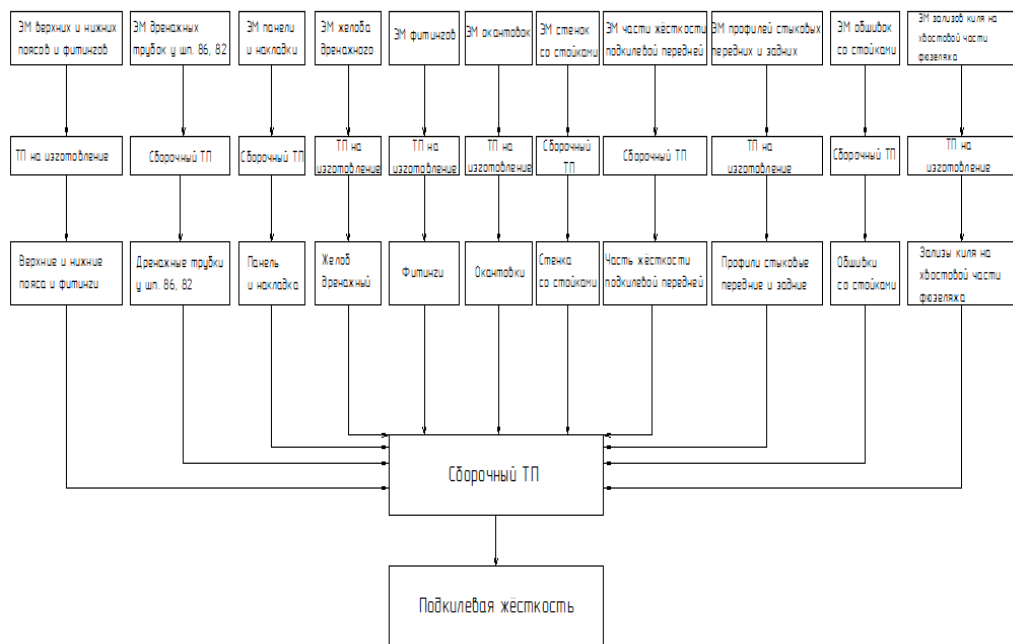 ЭМ верхних и нижних
поясов и фитингов
ЭМ дренажных
трубок у шп. 86, 82
ЭМ панели
и накладки
ЭМ желоба
дренажного
ЭМ фитингов
ЭМ окантовок
ЭМ стенок
со стойками
ЭМ части жёсткости
подкилевой передней
ЭМ профилей стыковых
передних и задних
ЭМ обшивок
со стойками
ЭМ зализов киля на
хвостовой части
фюзеляжа
ТП на изготовление
Сборочный ТП
Сборочный ТП
ТП на
изготовление
ТП на
изготовление
ТП на
изготовление
Сборочный
ТП
Сборочный ТП
ТП на
изготовление
Сборочный ТП
ТП на
изготовление
Верхние и нижние
пояса и фитинги
Дренажные трубки
у шп. 86, 82
Панель
и накладка
Желоб
дренажный
Фитинги
Окантовки
Стенка
со стойками
Часть жёсткости
подкилевой передней
Профили стыковые
передние и задние
Обшивки
со стойками
Зализы киля на
хвостовой части
фюзеляжа
Сборочный ТП
Подкилевая жёсткость